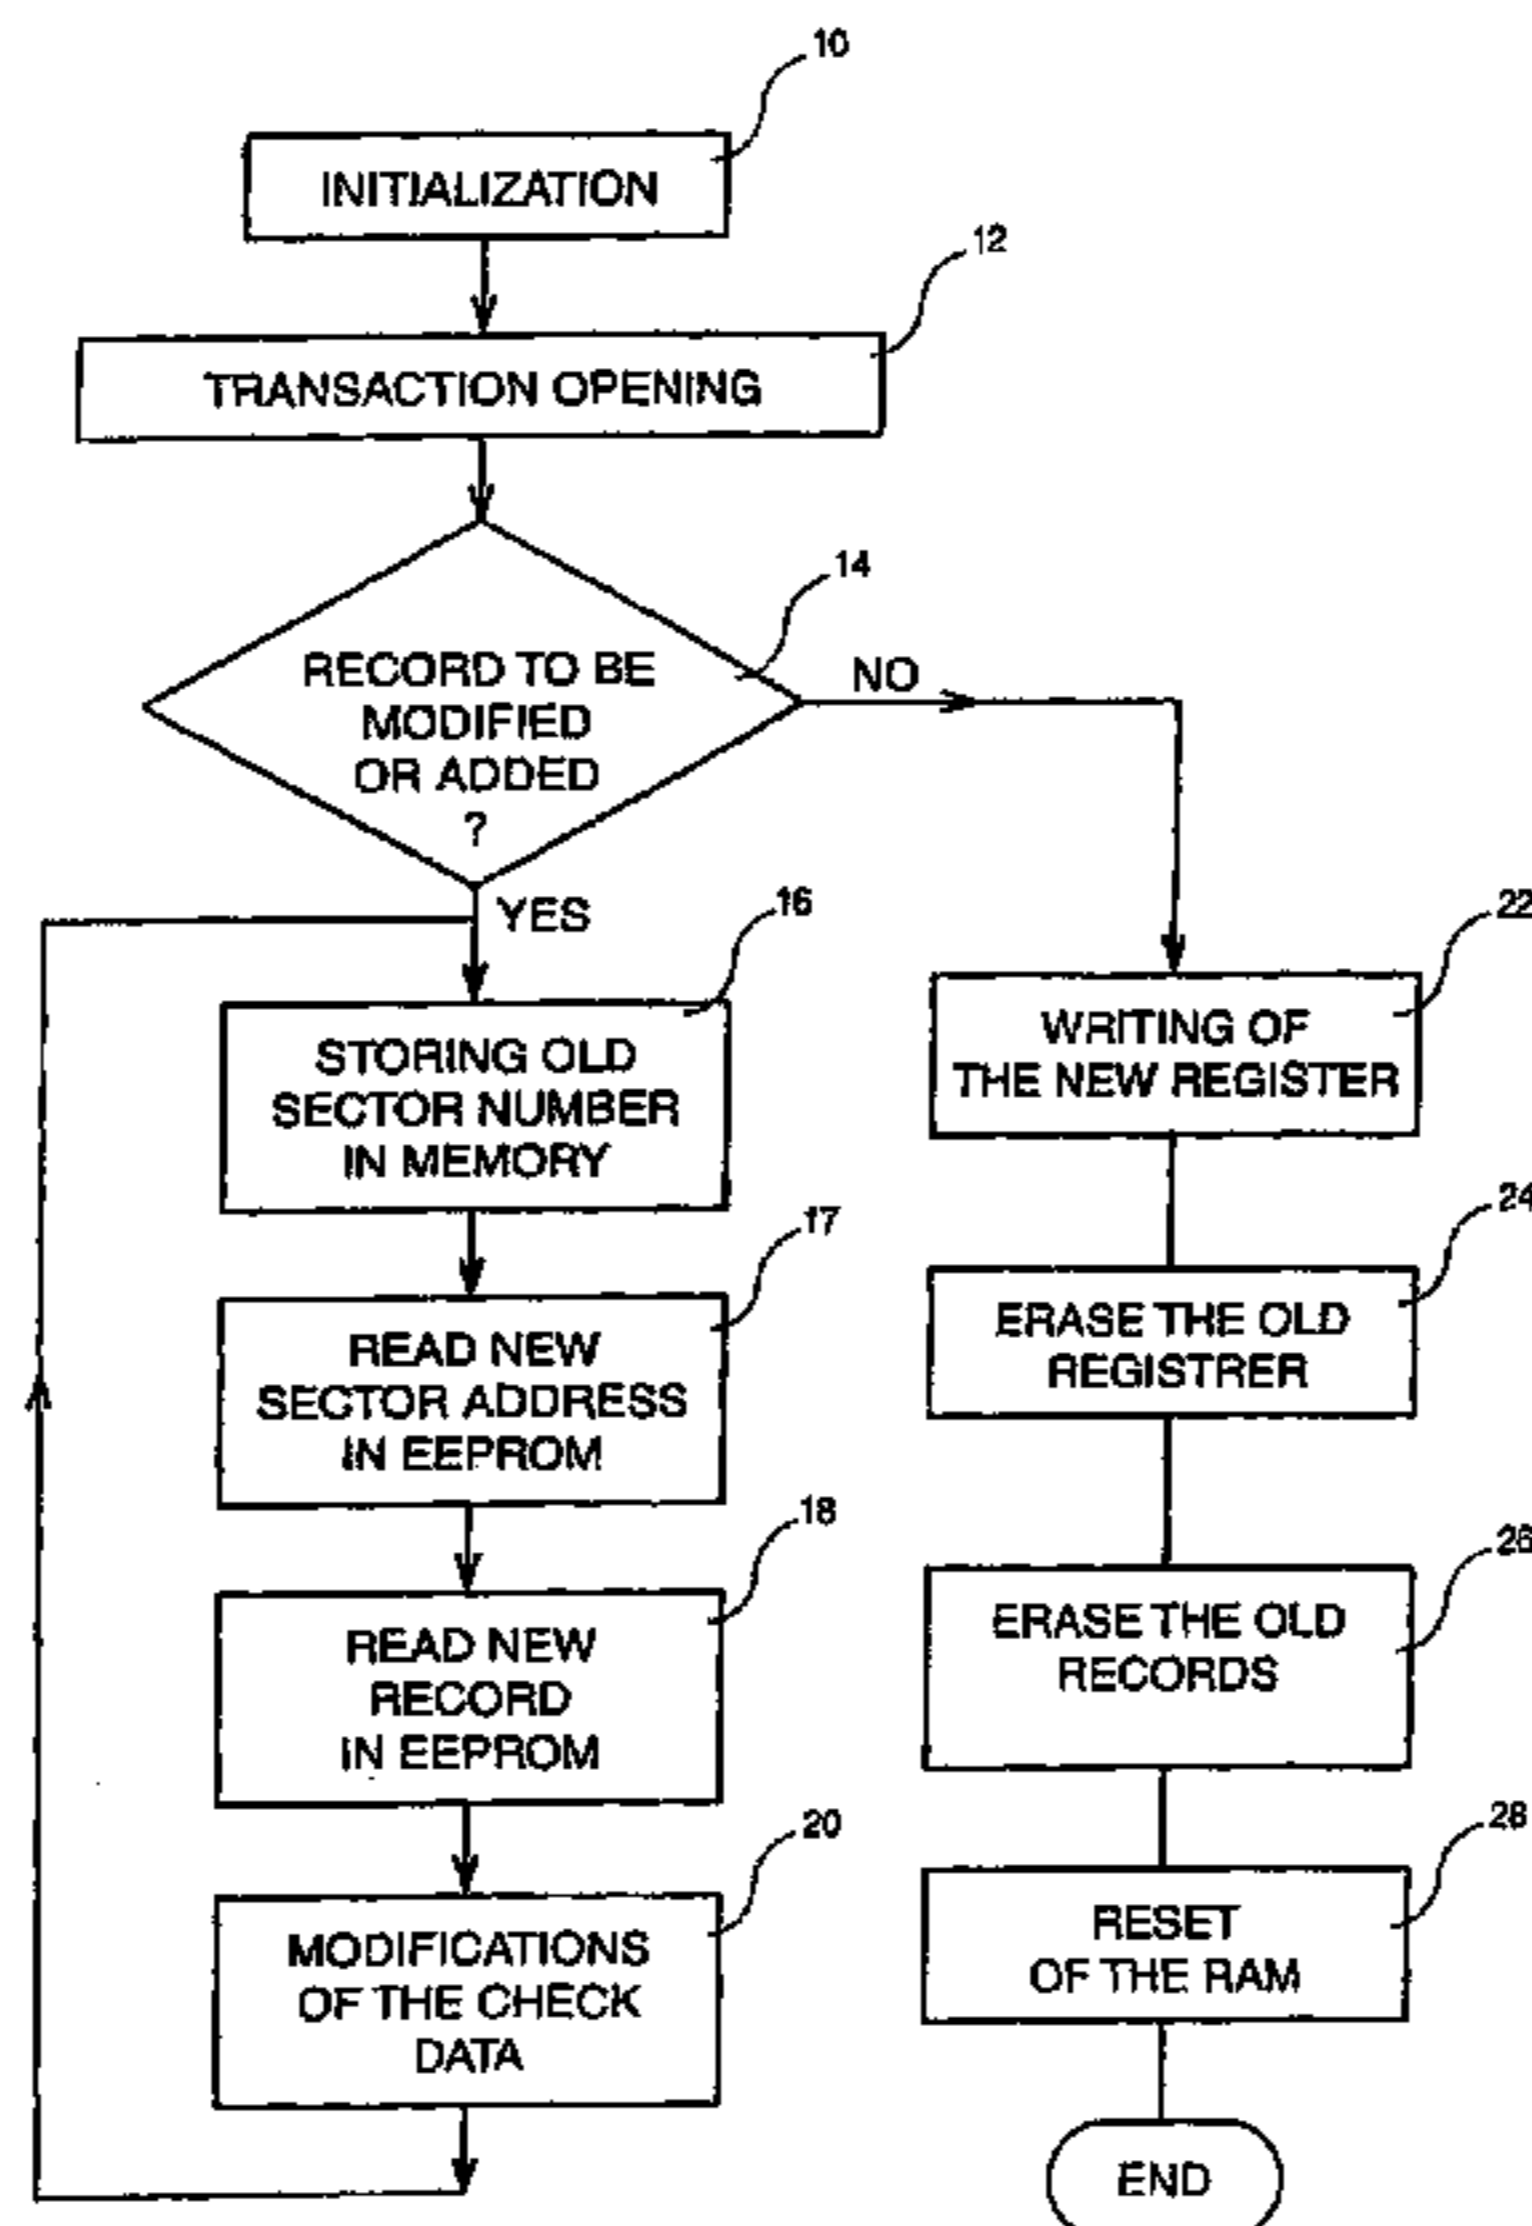 10
INITIALIZATION
12
TRANSACTION OPENING
14
RECORD TO BE
MODIFIED
OR ADDED
?
NO
YES
16
STORING OLD
SECTOR NUMBER
IN MEMORY
17
READ NEW
SECTOR ADDRESS
IN EEPROM
18
READ NEW
RECORD
IN EEPROM
20
MODIFICATIONS
OF THE CHECK
DATA
22
WRITING OF
THE NEW REGISTER
24
ERASE THE OLD
REGISTRER
26
ERASE THE OLD
RECORDS
28
RESET
OF THE RAM
END